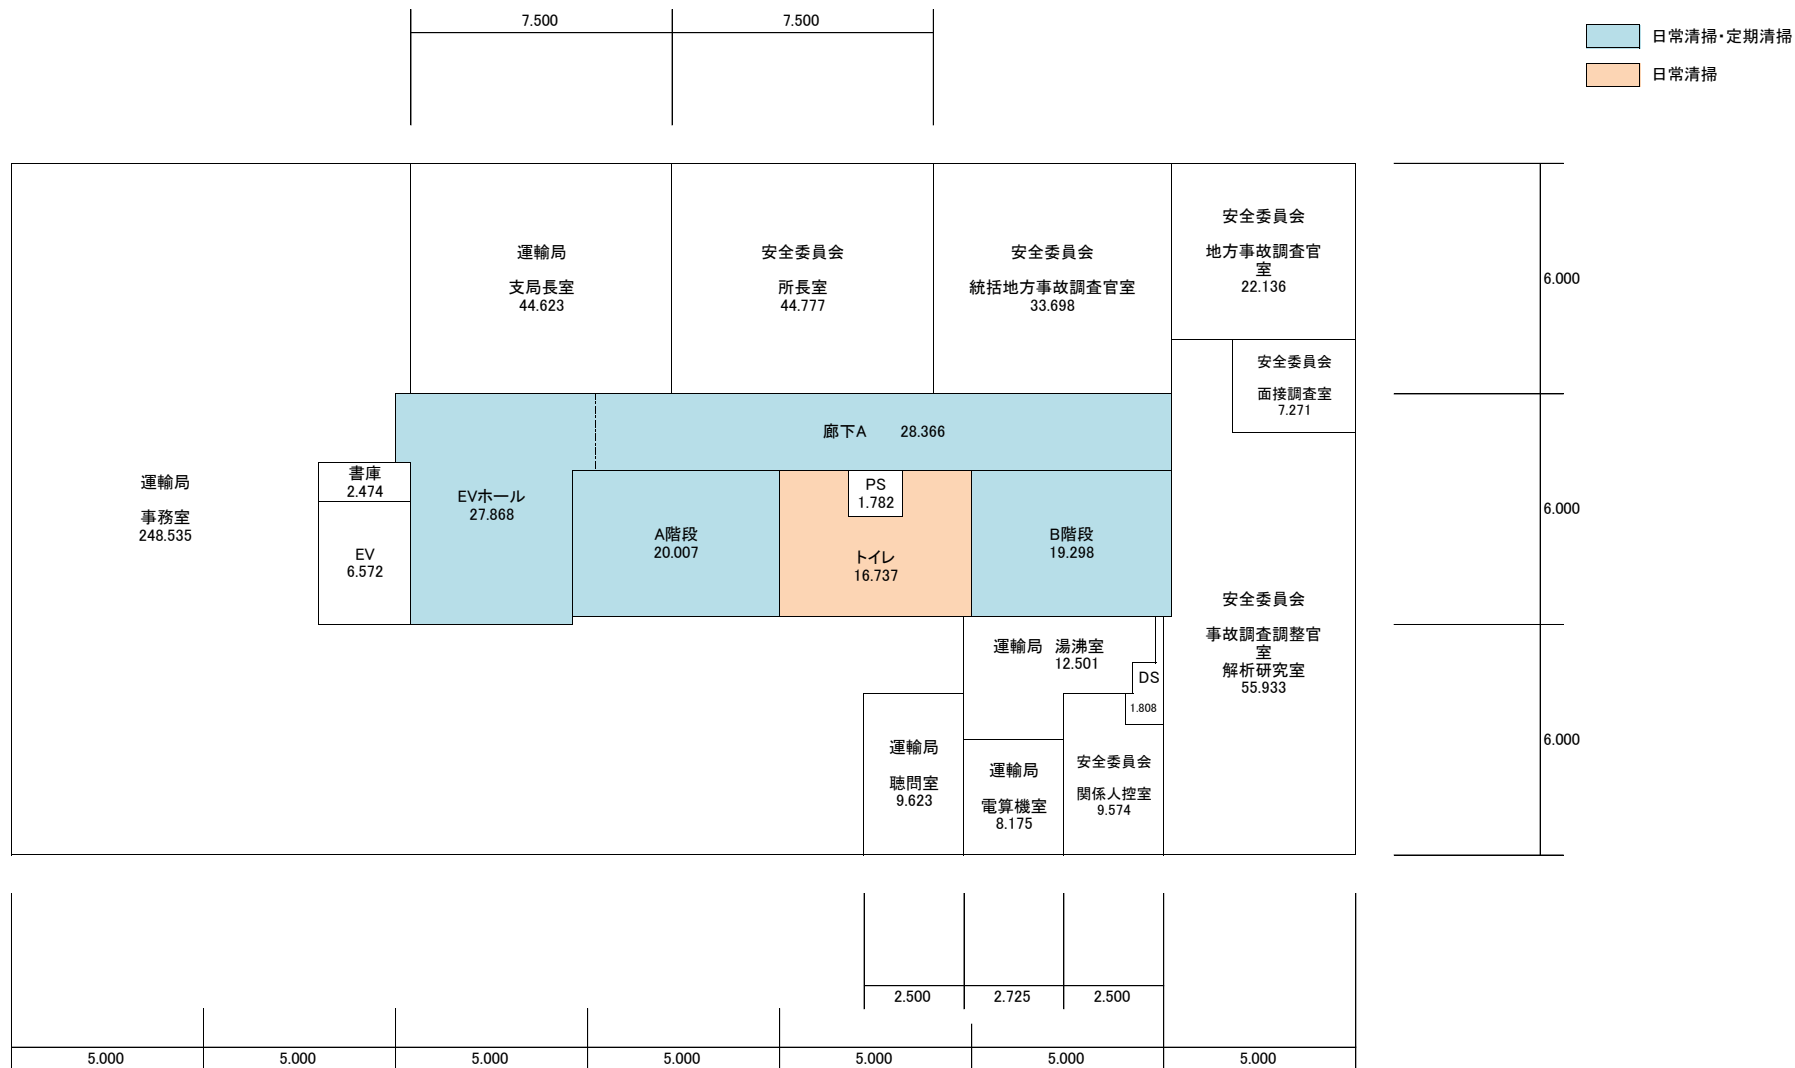 7.500
7.500
日常清掃・定期清掃
日常清掃
運輸局
支局長室
44.623
安全委員会
所長室
44.777
安全委員会
統括地方事故調査官室
33.698
安全委員会
地方事故調査官
室
22.136
6.000
安全委員会
面接調査室
7.271
廊下A 28.366
運輸局
事務室
248.535
書庫
2.474
EV
6.572
EVホール
27.868
A階段
20.007
PS
1.782
トイレ
16.737
B階段
19.298
6.000
安全委員会
事故調査調整官
室
解析研究室
55.933
運輸局 湯沸室
12.501
DS
1.808
運輸局
聴問室
9.623
運輸局
電算機室
8.175
安全委員会
関係人控室
9.574
6.000
2.500
2.725
2.500
5.000
5.000
5.000
5.000
5.000
5.000
5.000